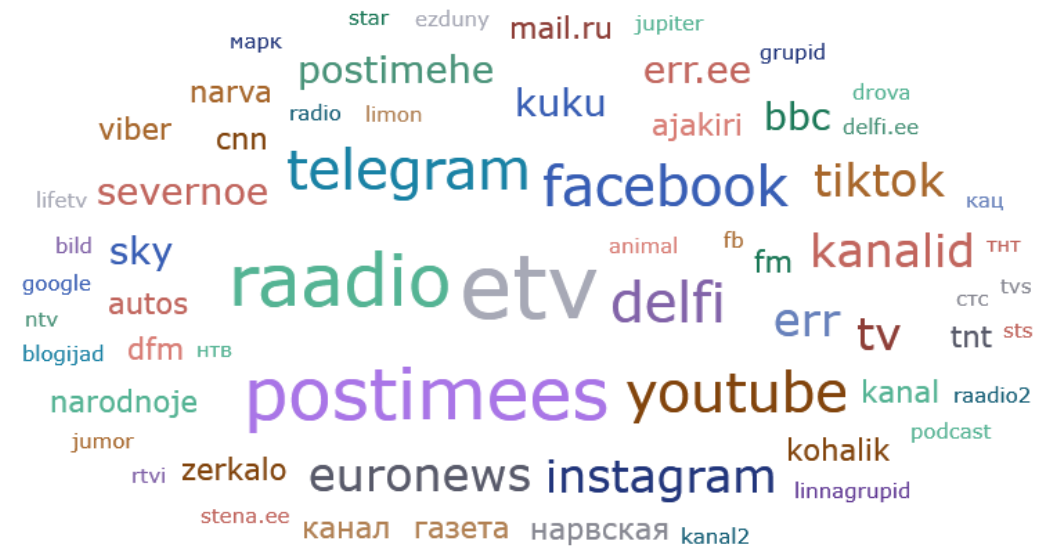 star ezduny mail.ru jupiter
марк grupid
postimehe err.ee
narva kuku drova
radio limon ajakiri bbc delfi.ee
viber cnn
telegram facebook tiktok
lifetv severnoe кац
bild sky animal fb fm kanalid тнт
google raadio etv delfi стс tvs
ntv autos err tv tnt sts
blogijad dfm нтв
narodnoje postimees youtube kanal raadio2
jumor podcast
rtvi zerkalo euronews instagram kohalik
linnagrupid
stena.ee канал газета нарвская kanal2